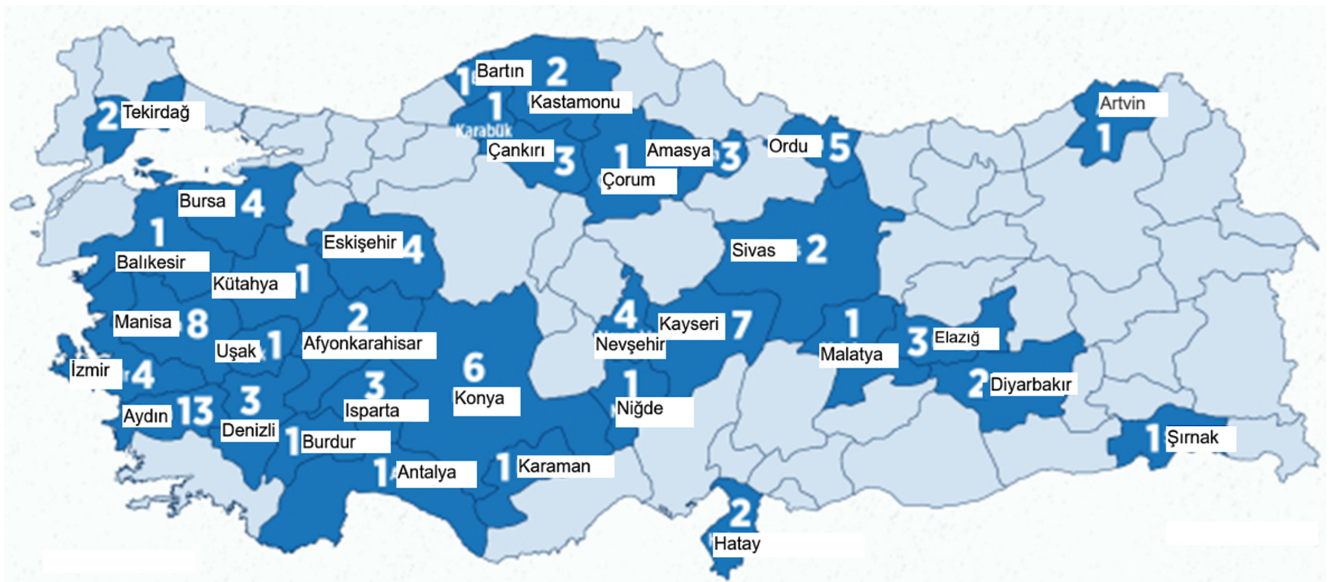 1 Bartın
2
Kastamonu
1
Karabük
2 Tekirdağ
Artvin
1
Çankırı
3
1
Çorum
Amasya 3
Ordu 5
Bursa 4
1
Balıkesir
Eskişehir 4
Sivas 2
Kütahya 1
Manisa 8
Uşak 1
2
Afyonkarahisar
6
Konya
4
Nevşehir
Kayseri 7
1
Malatya
3 Elazığ
2 Diyarbakır
İzmir 4
Aydın 13
3
Denizli
3
Isparta
1
Niğde
1 Burdur
1 Antalya
1 Karaman
1 Şırnak
2
Hatay